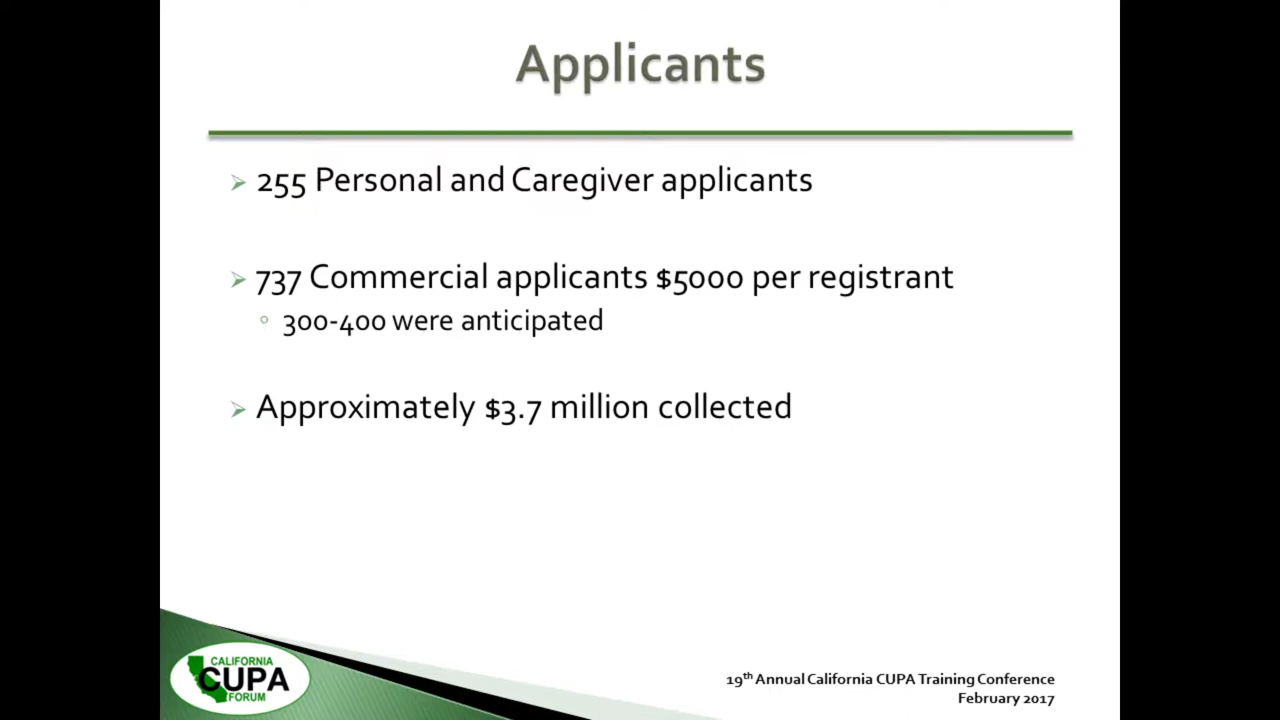 Applicants
255 Personal and Caregiver applicants
737 Commercial applicants $5000 per registrant
300-400 were anticipated
Approximately $3.7 million collected
CALIFORNIA
CUPA
FORUM
19th Annual California CUPA Training Conference
February 2017